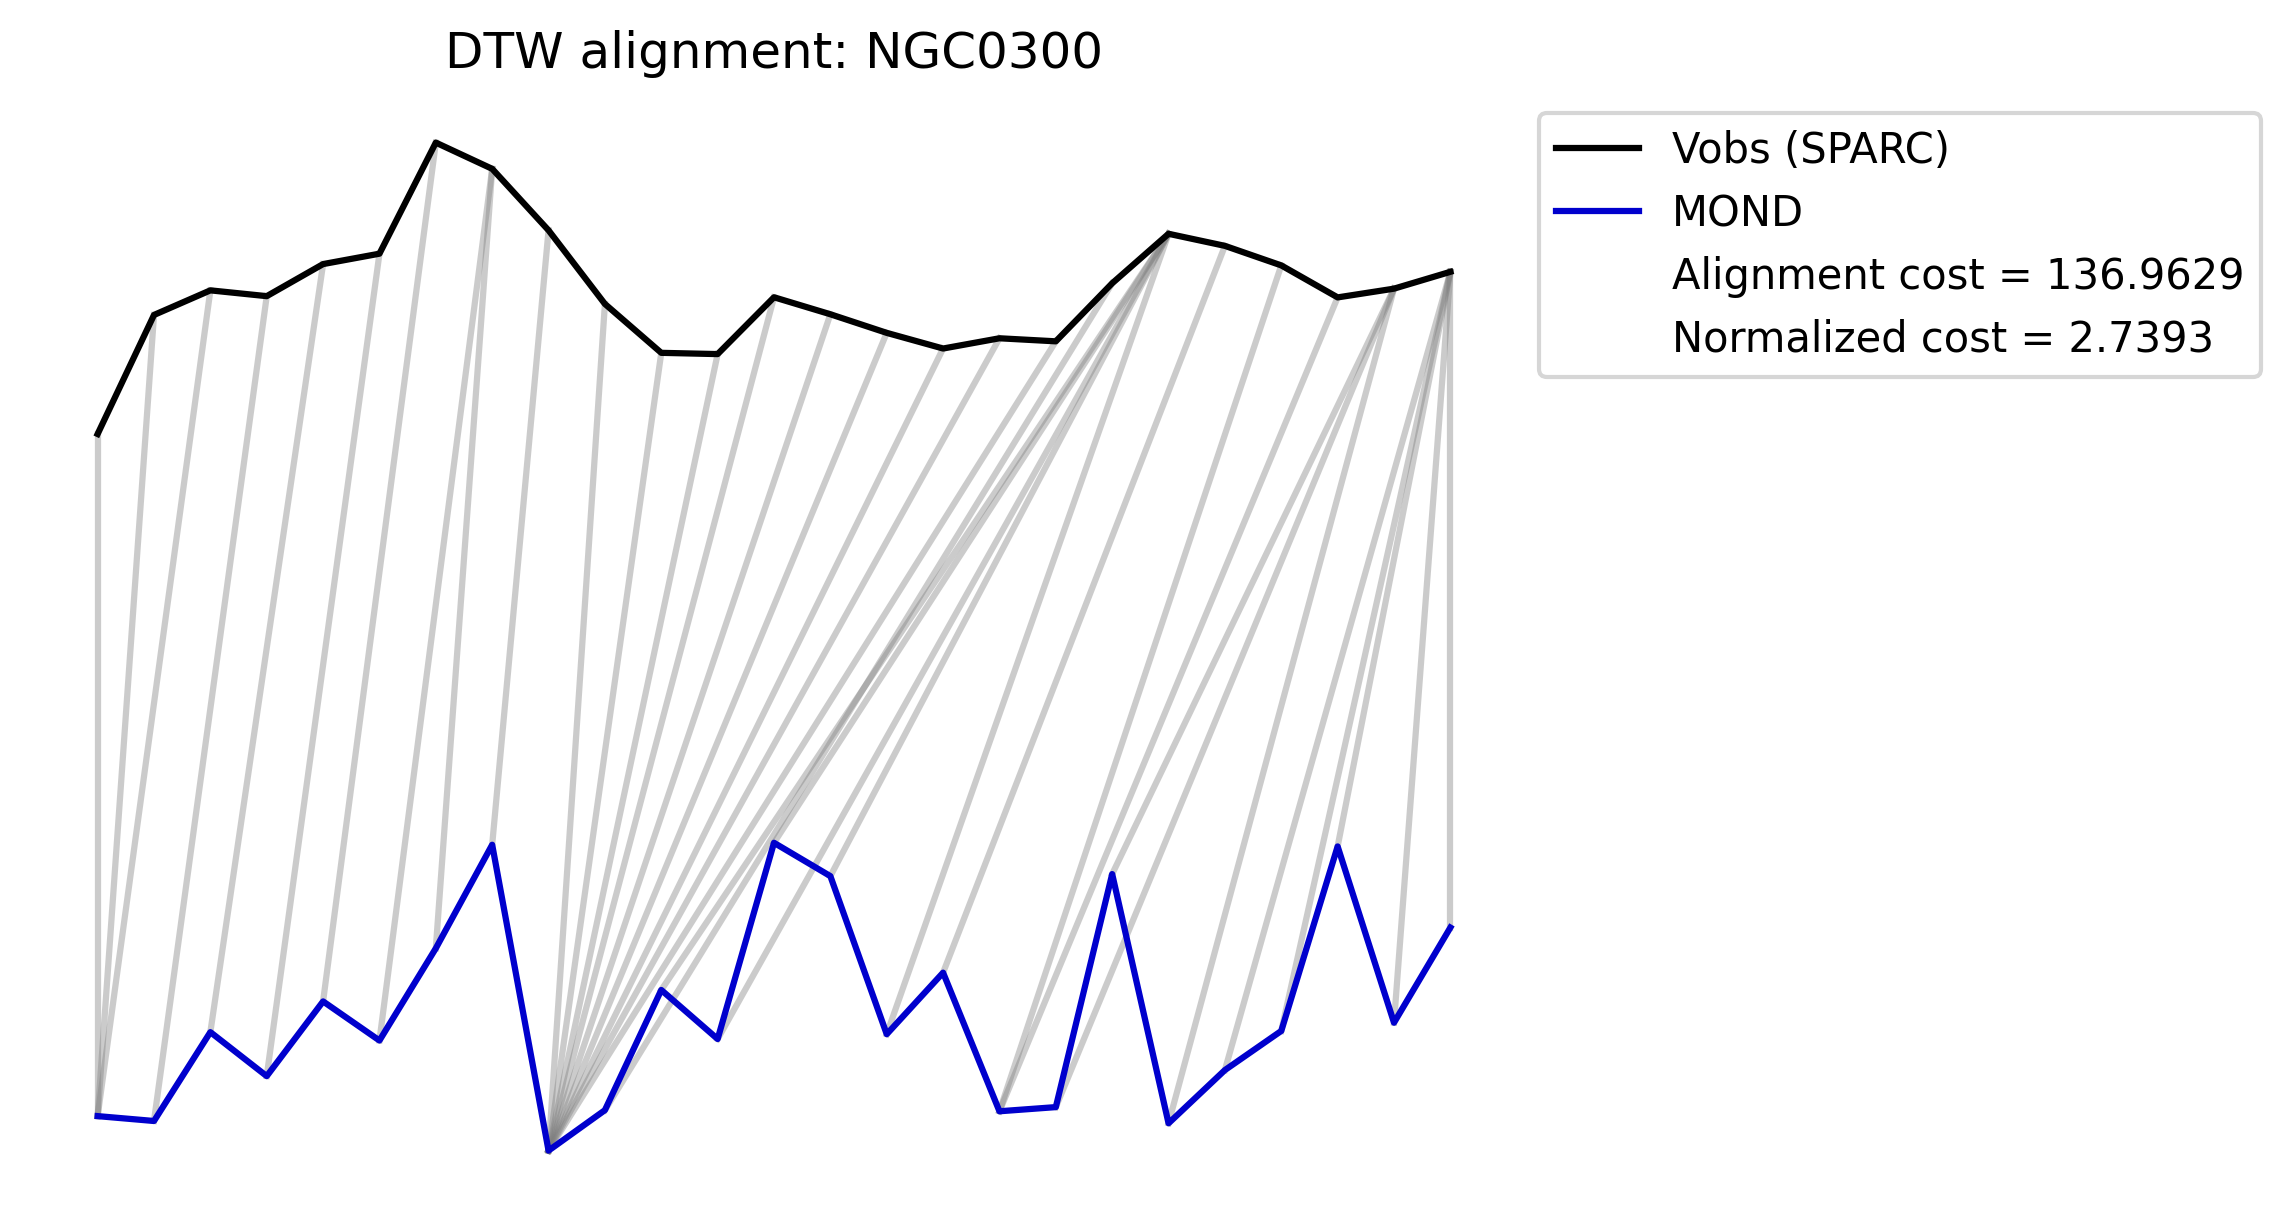 DTW alignment: NGC0300
Vobs (SPARC)
MOND
Alignment cost = 136.9629
Normalized cost = 2.7393